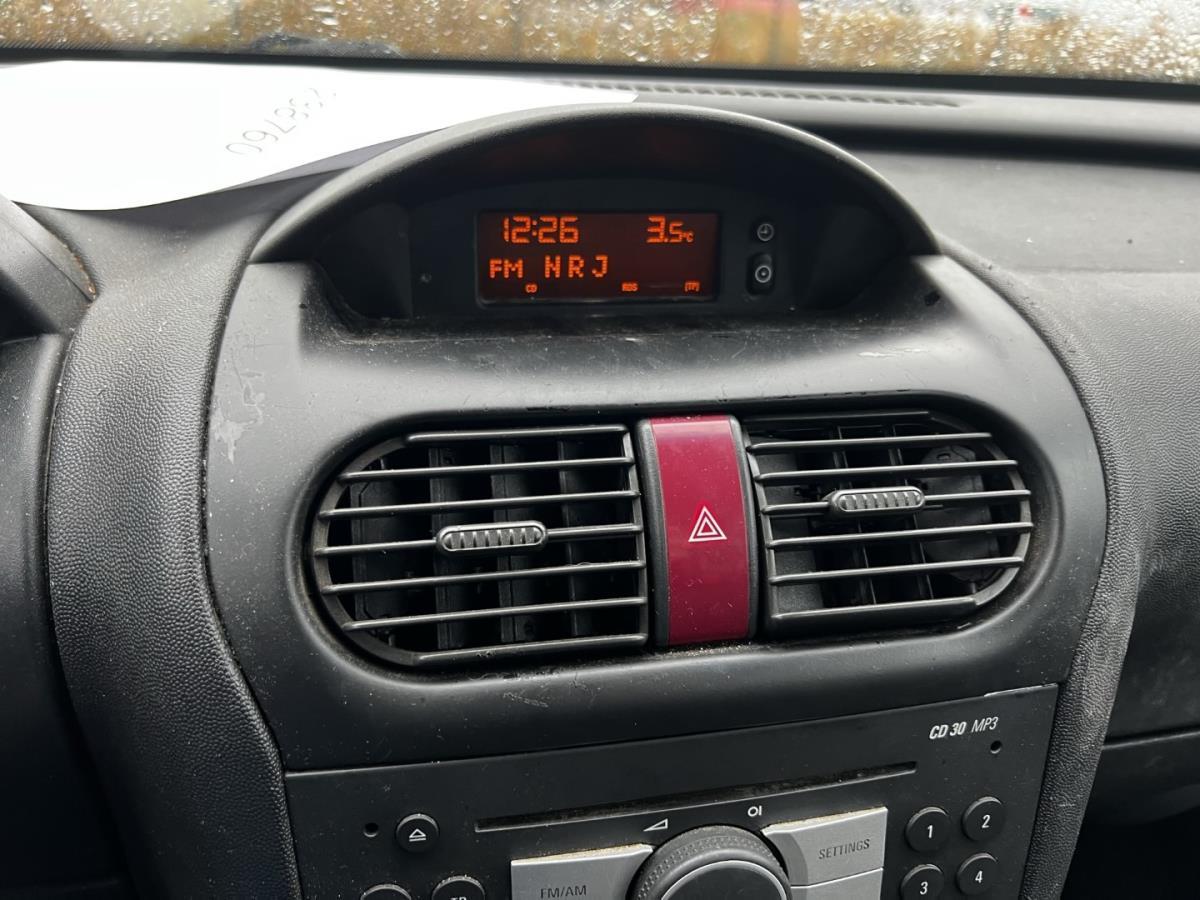 12:26 3.5°C
FM NRJ
CD RDS [TP]
CD 30 MP3
1 2
SETTINGS
FM/AM
3 4